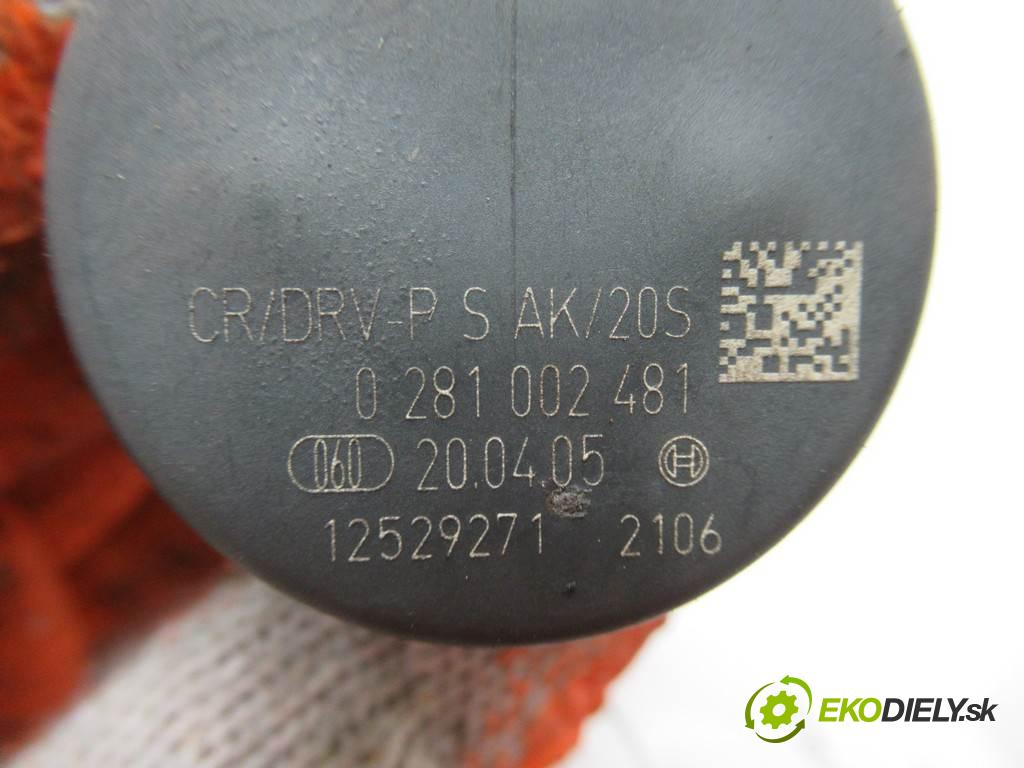 CR/DRV-P S AK/20S
0 281 002 481
060 20.04.05 H
12529271 2106
EKODIELY.sk